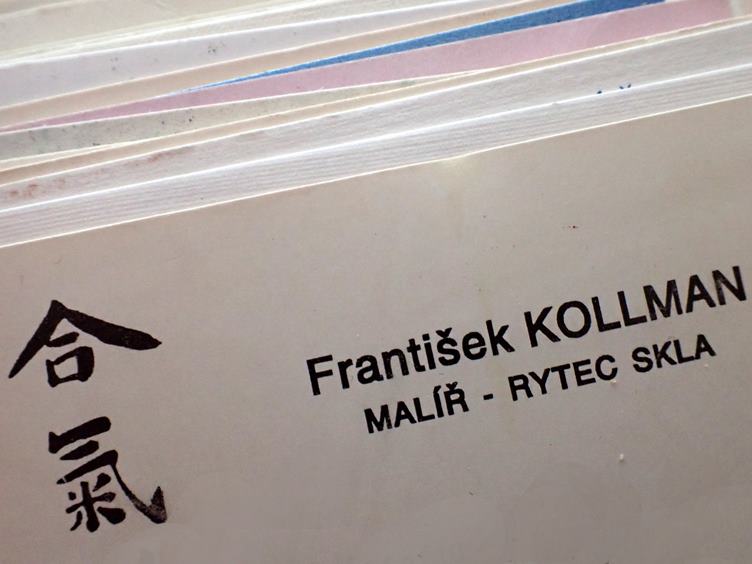 合
氣
František KOLLMAN
MALÍŘ - RYTEC SKLA